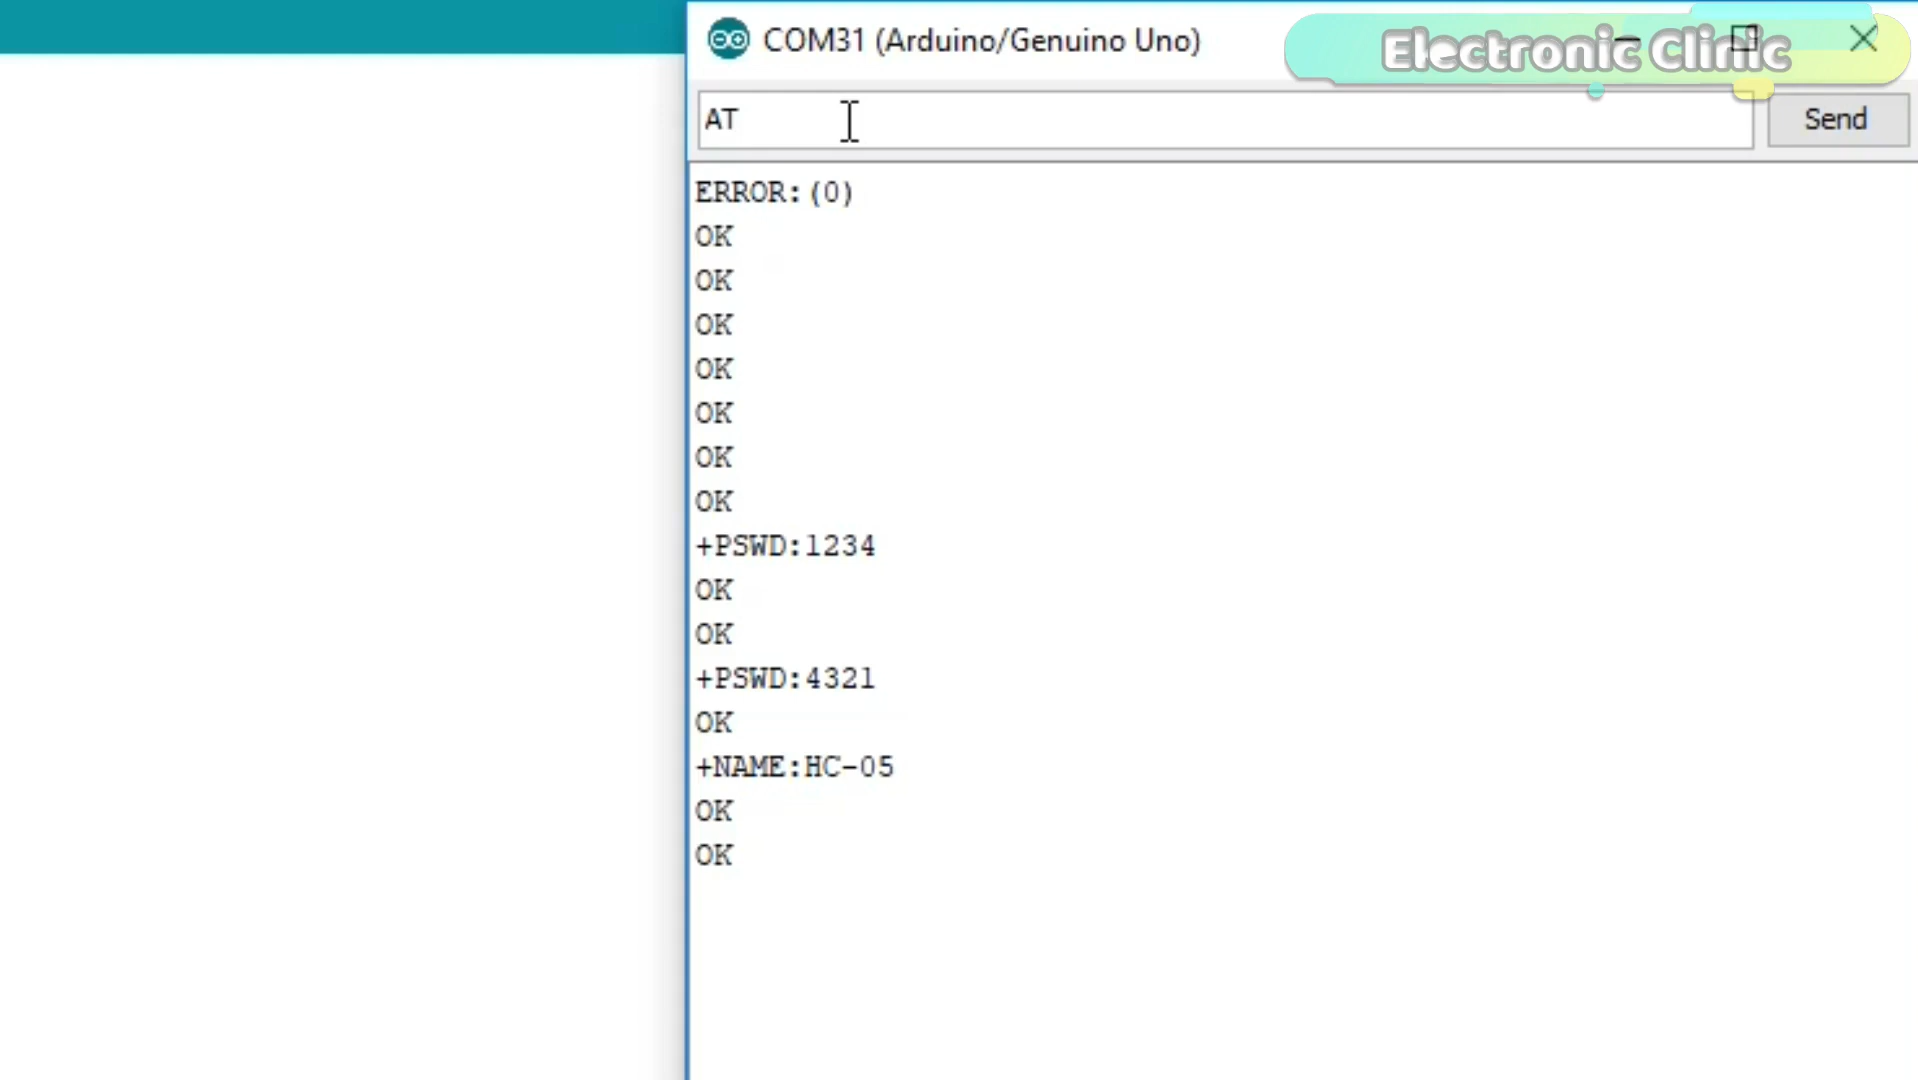 COM31 (Arduino/Genuino Uno)
Electronic Clinic
AT
Send
ERROR:(0)
OK
OK
OK
OK
OK
OK
OK
+PSWD:1234
OK
OK
+PSWD:4321
OK
+NAME:HC-05
OK
OK